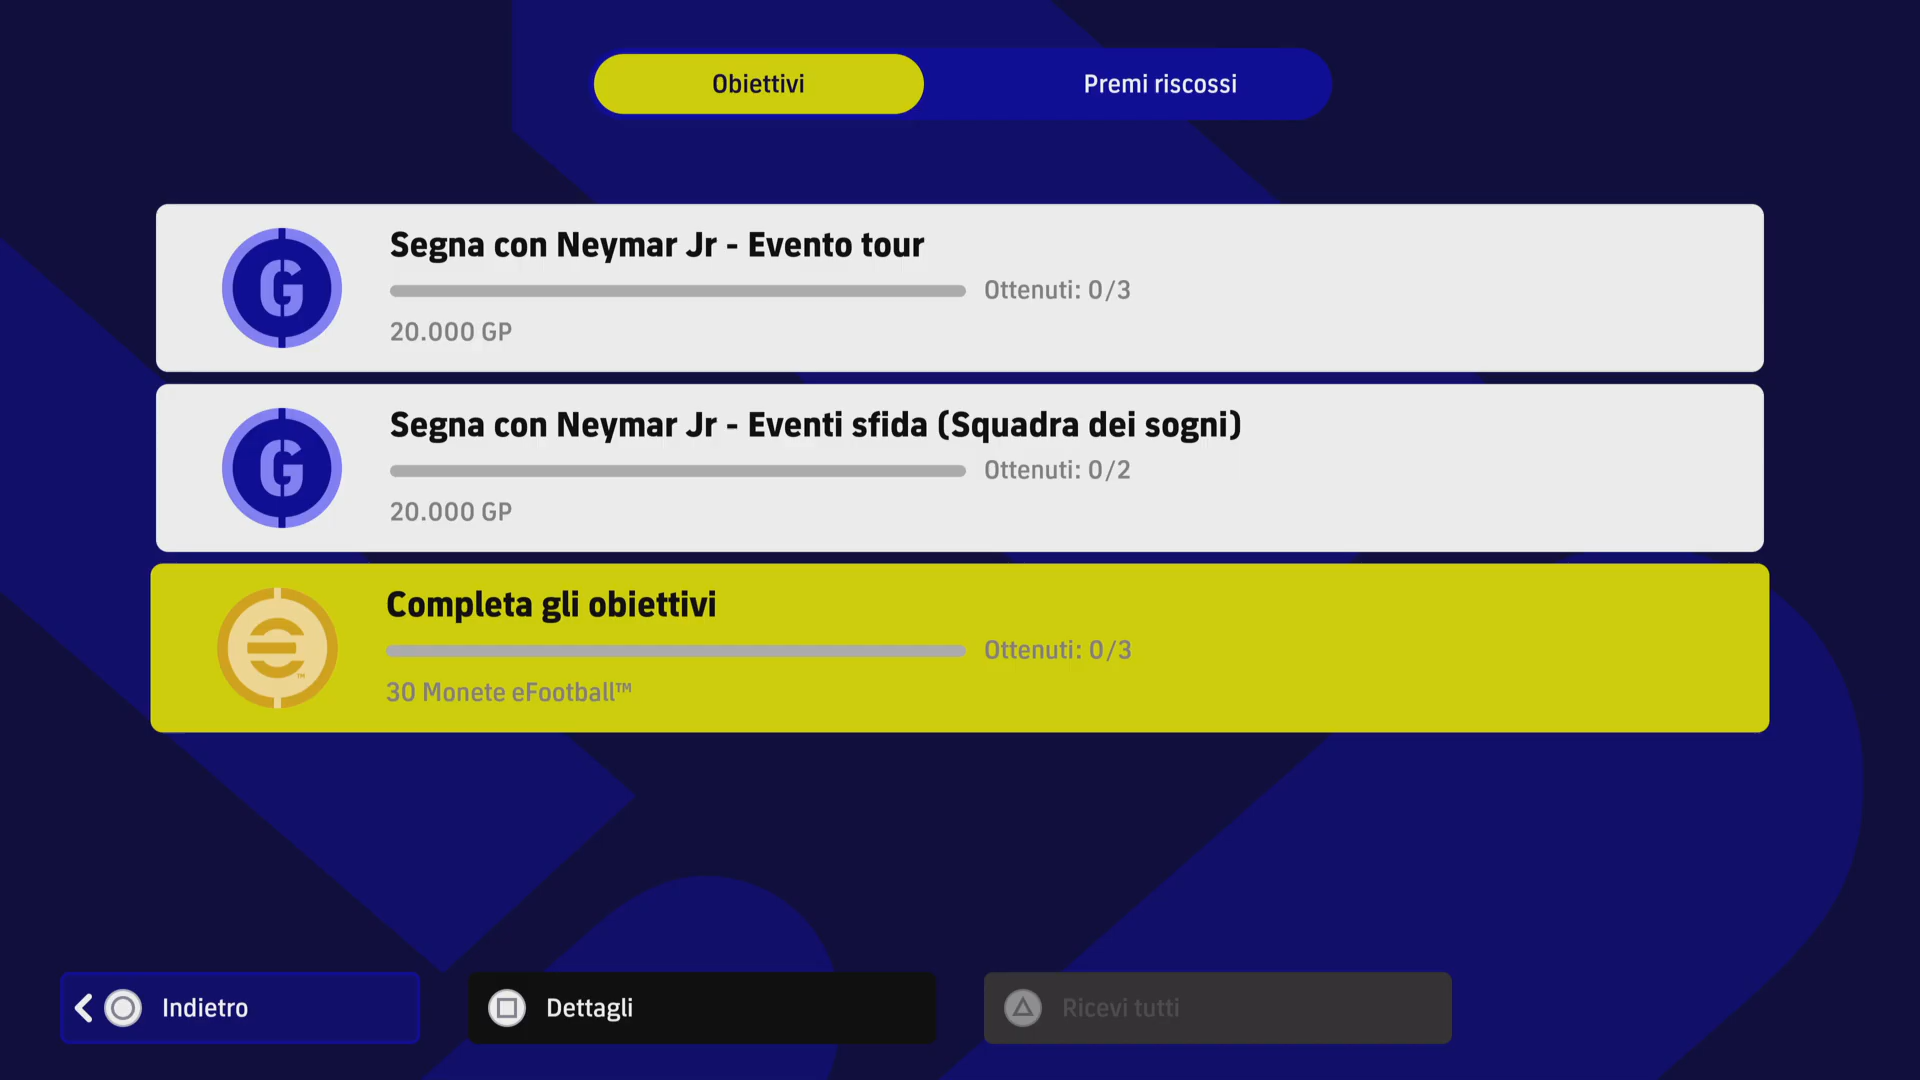 Obiettivi
Premi riscossi
Segna con Neymar Jr - Evento tour
Ottenuti: 0/3
20.000 GP
Segna con Neymar Jr - Eventi sfida (Squadra dei sogni)
Ottenuti: 0/2
20.000 GP
Completa gli obiettivi
Ottenuti: 0/3
30 Monete eFootball™
Indietro
Dettagli
Ricevi tutti